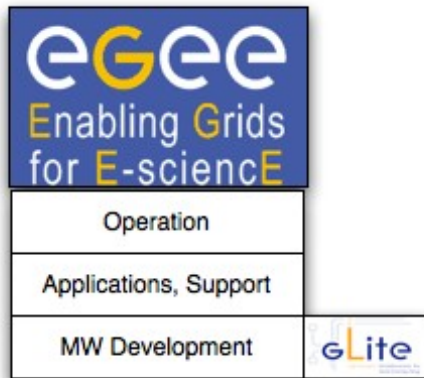 eGee
Enabling Grids
for E-sciencE
Operation
Applications, Support
MW Development
gLite